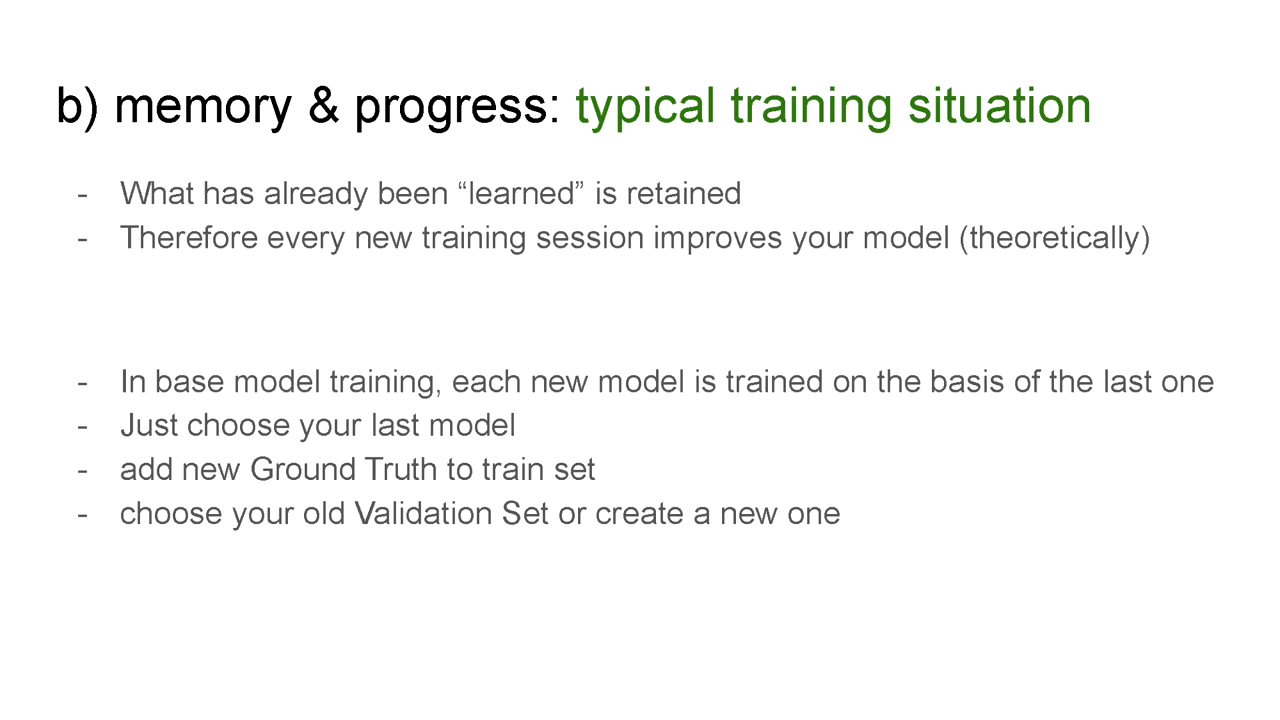 b) memory & progress: typical training situation
- What has already been “learned” is retained
- Therefore every new training session improves your model (theoretically)
- In base model training, each new model is trained on the basis of the last one
- Just choose your last model
- add new Ground Truth to train set
- choose your old Validation Set or create a new one